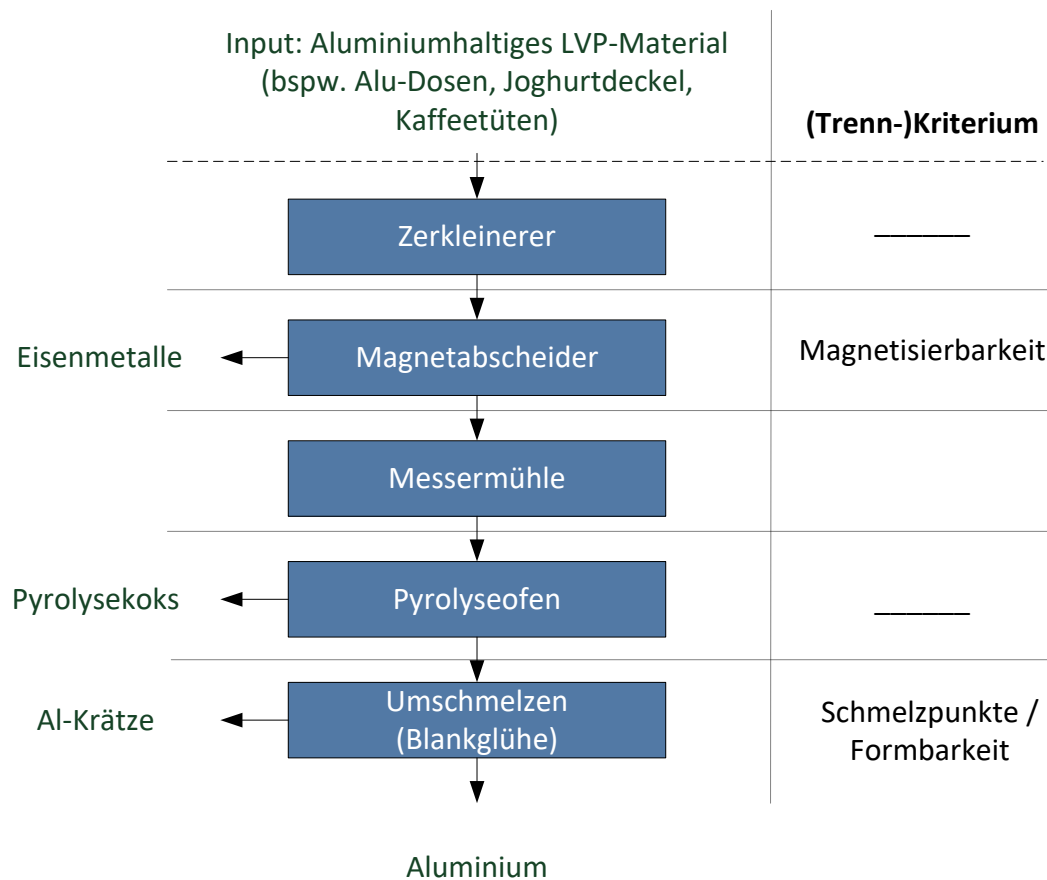 Input: Aluminiumhaltiges LVP-Material
(bspw. Alu-Dosen, Joghurtdeckel,
Kaffeetüten)
(Trenn-)Kriterium
Zerkleinerer
______
Eisenmetalle
Magnetabscheider
Magnetisierbarkeit
Messermühle
Pyrolysekoks
Pyrolyseofen
______
Al-Krätze
Umschmelzen
(Blankglühe)
Schmelzpunkte /
Formbarkeit
Aluminium